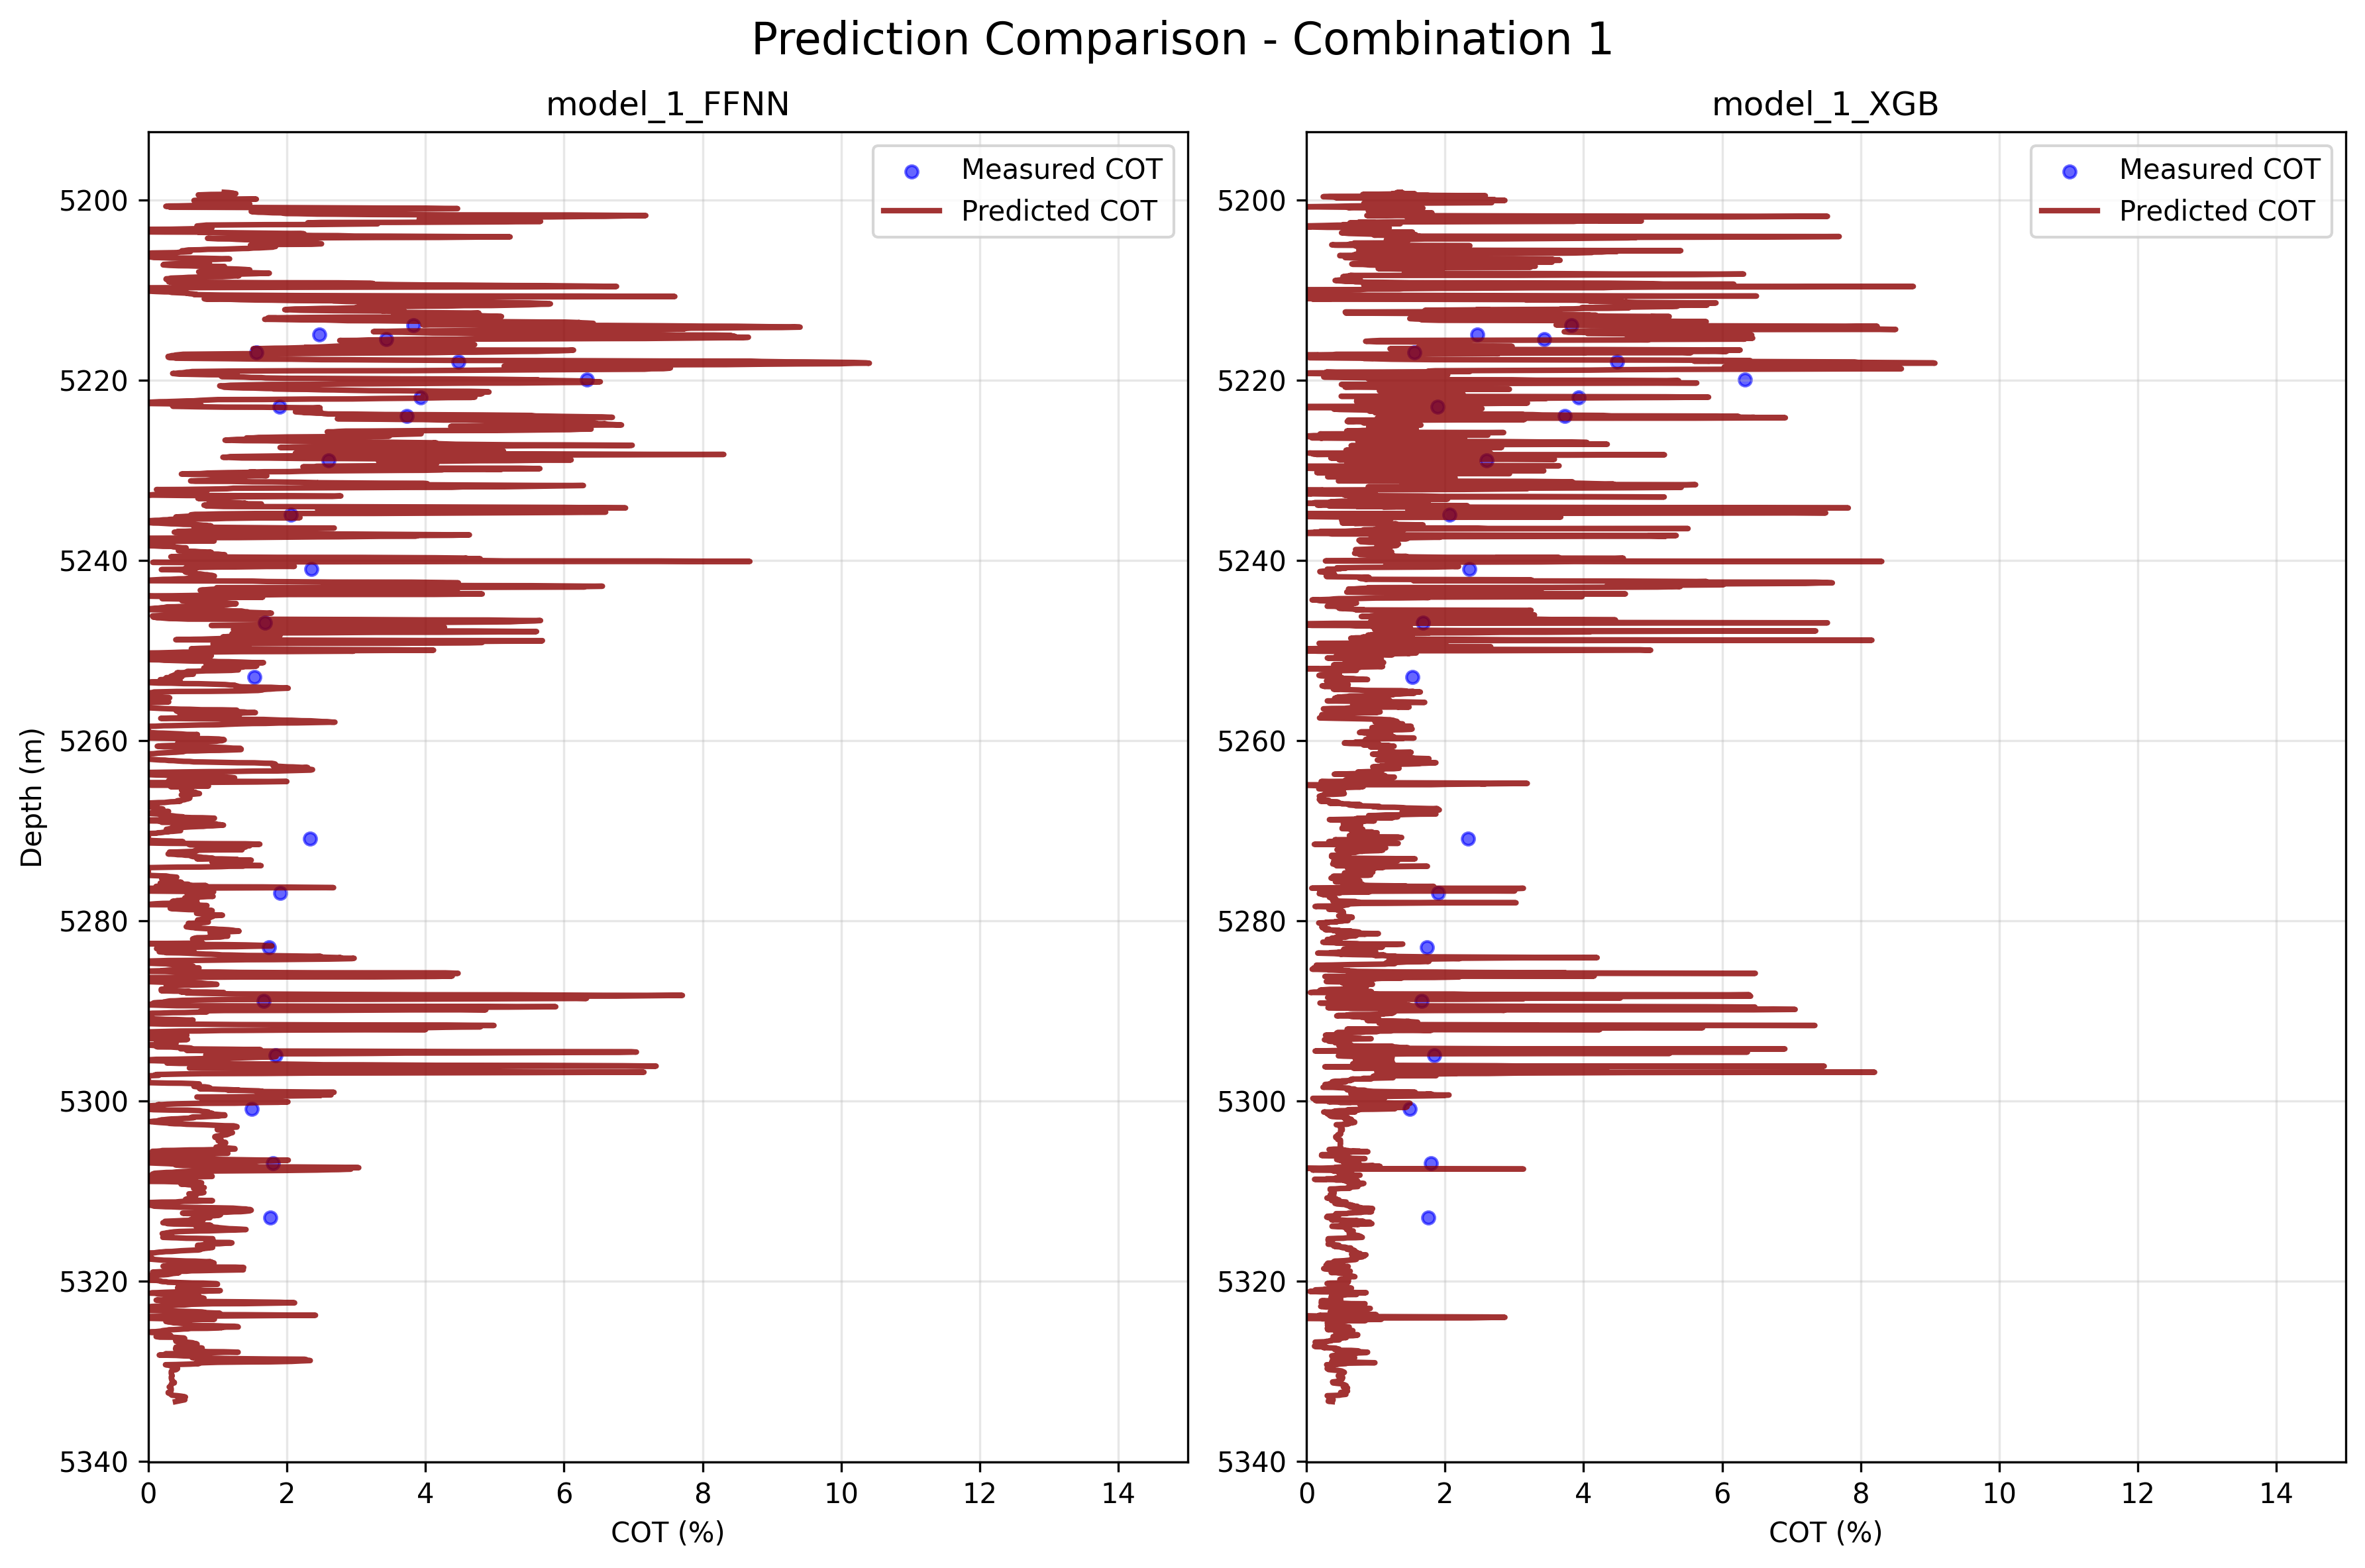 Prediction Comparison - Combination 1
model_1_FFNN
Measured COT
Predicted COT
5200
5220
5240
5260
5280
5300
5320
5340
Depth (m)
0 2 4 6 8 10 12 14
COT (%)
model_1_XGB
Measured COT
Predicted COT
5200
5220
5240
5260
5280
5300
5320
5340
0 2 4 6 8 10 12 14
COT (%)